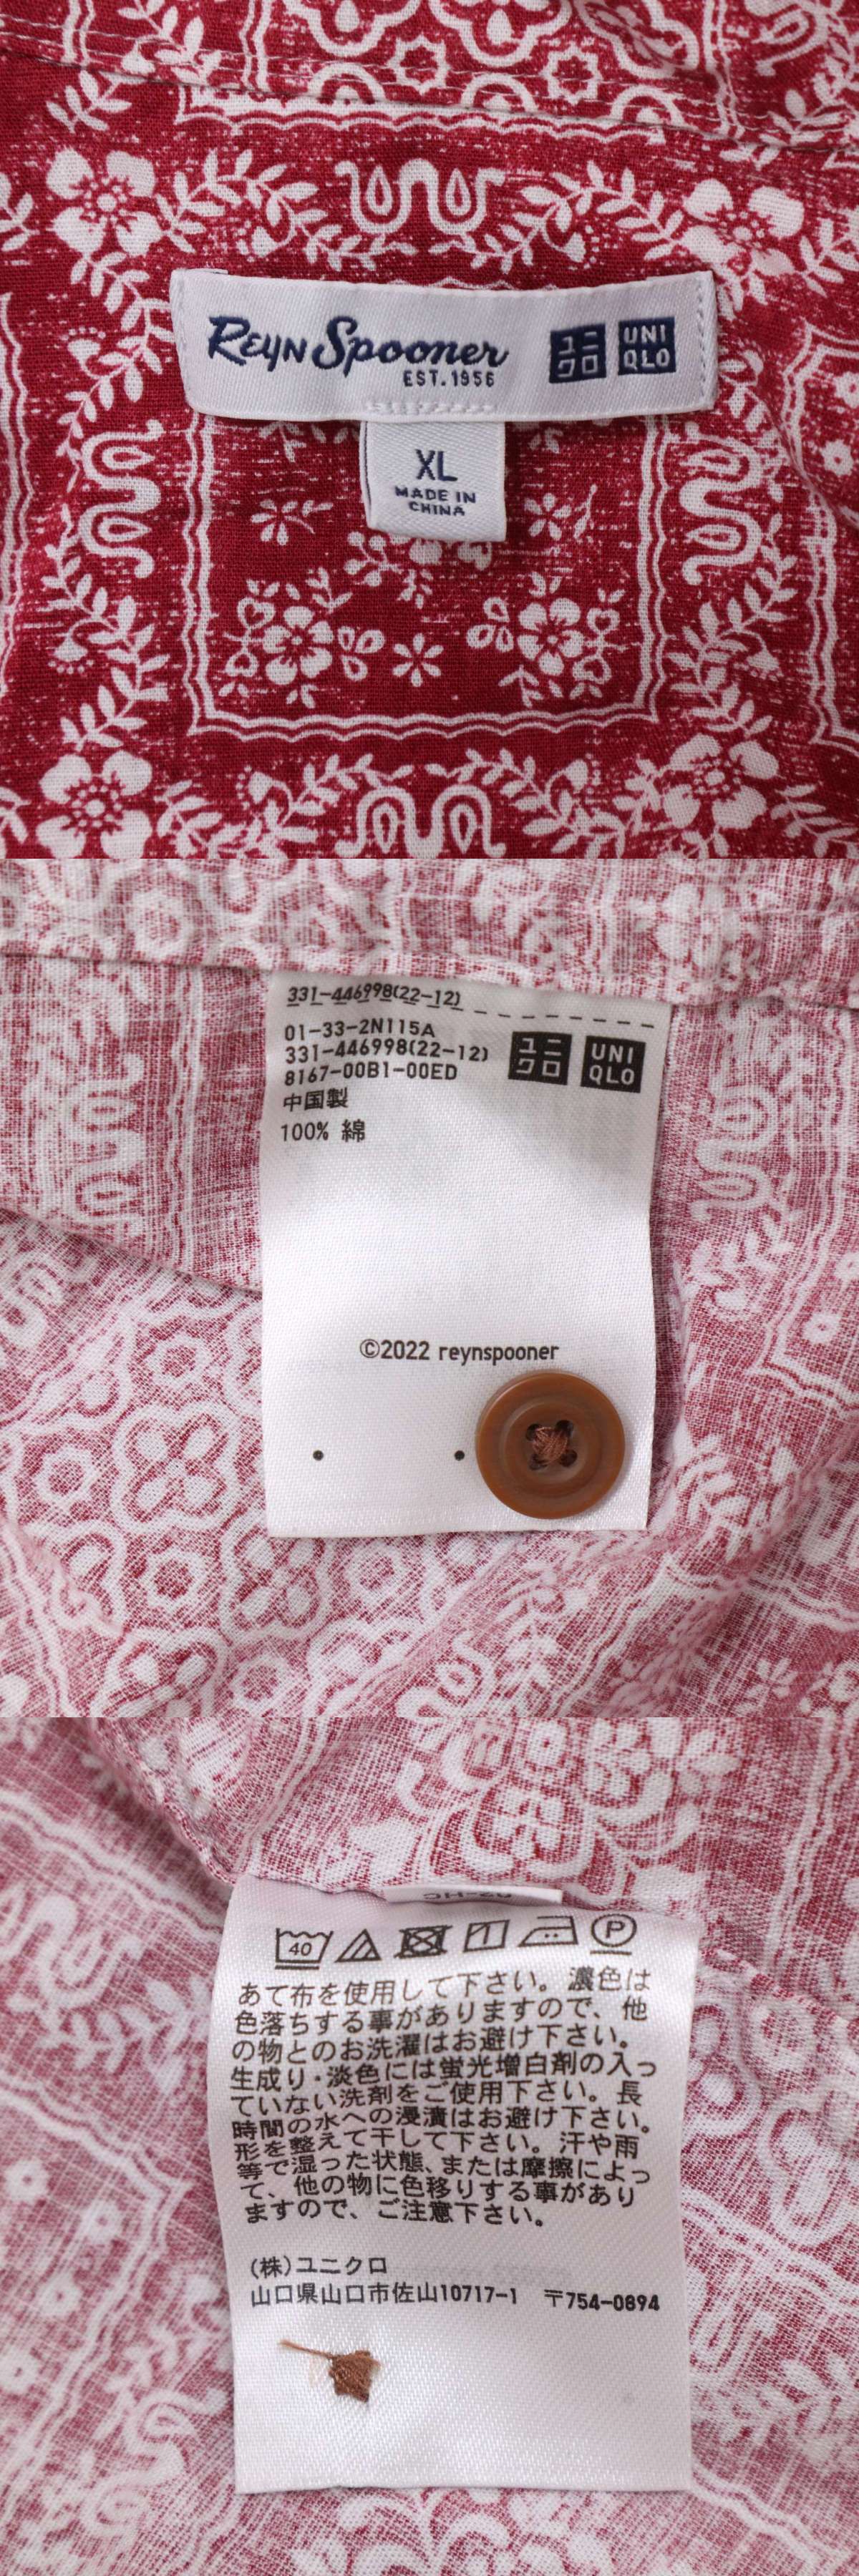 Reyn Spooner
EST. 1956
ユニクロ
UNIQLO
XL
MADE IN
CHINA
331-446998(22-12)
01-33-2N115A
331-446998(22-12)
8167-00B1-00ED
中国製
100% 綿
ユニクロ
UNIQLO
©2022 reynspooner
40
P
あて布を使用して下さい。濃色は
色落ちする事がありますので、他
の物とのお洗濯はお避け下さい。
生成り・淡色には蛍光増白剤の入っ
ていない洗剤をご使用下さい。長
時間の水への浸漬はお避け下さい。
形を整えて干して下さい。汗や雨
等で湿った状態、または摩擦によっ
て、他の物に色移りする事があり
ますので、ご注意下さい。
(株)ユニクロ
山口県山口市佐山10717-1 〒754-0894